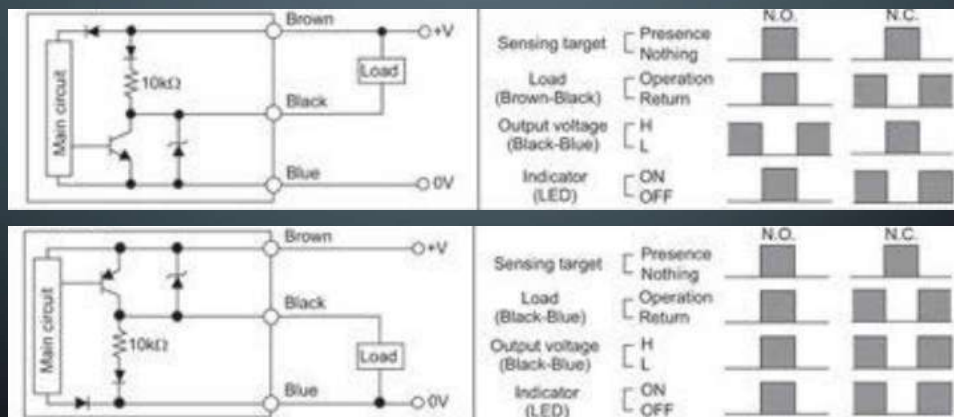 Brown
+V
Load
10kΩ
Black
Main circuit
Blue
0V
N.O.
N.C.
Sensing target
Presence
Nothing
Load
(Brown-Black)
Operation
Return
Output voltage
(Black-Blue)
H
L
Indicator
(LED)
ON
OFF
Brown
+V
Black
Main circuit
10kΩ
Load
Blue
0V
N.O.
N.C.
Sensing target
Presence
Nothing
Load
(Black-Blue)
Operation
Return
Output voltage
(Black-Blue)
H
L
Indicator
(LED)
ON
OFF